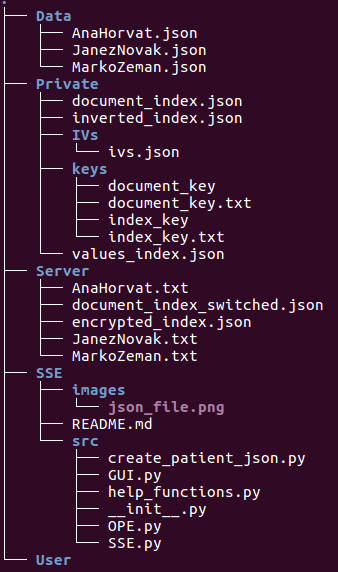 .
├── Data
│   ├── AnaHorvat.json
│   ├── JanezNovak.json
│   └── MarkoZeman.json
├── Private
│   ├── document_index.json
│   ├── inverted_index.json
│   ├── IVs
│   │   └── ivs.json
│   ├── keys
│   │   ├── document_key
│   │   ├── document_key.txt
│   │   ├── index_key
│   │   └── index_key.txt
│   └── values_index.json
├── Server
│   ├── AnaHorvat.txt
│   ├── document_index_switched.json
│   ├── encrypted_index.json
│   ├── JanezNovak.txt
│   └── MarkoZeman.txt
├── SSE
│   ├── images
│   │   └── json_file.png
│   ├── README.md
│   └── src
│       ├── create_patient_json.py
│       ├── GUI.py
│       ├── help_functions.py
│       ├── __init__.py
│       ├── OPE.py
│       └── SSE.py
└── User